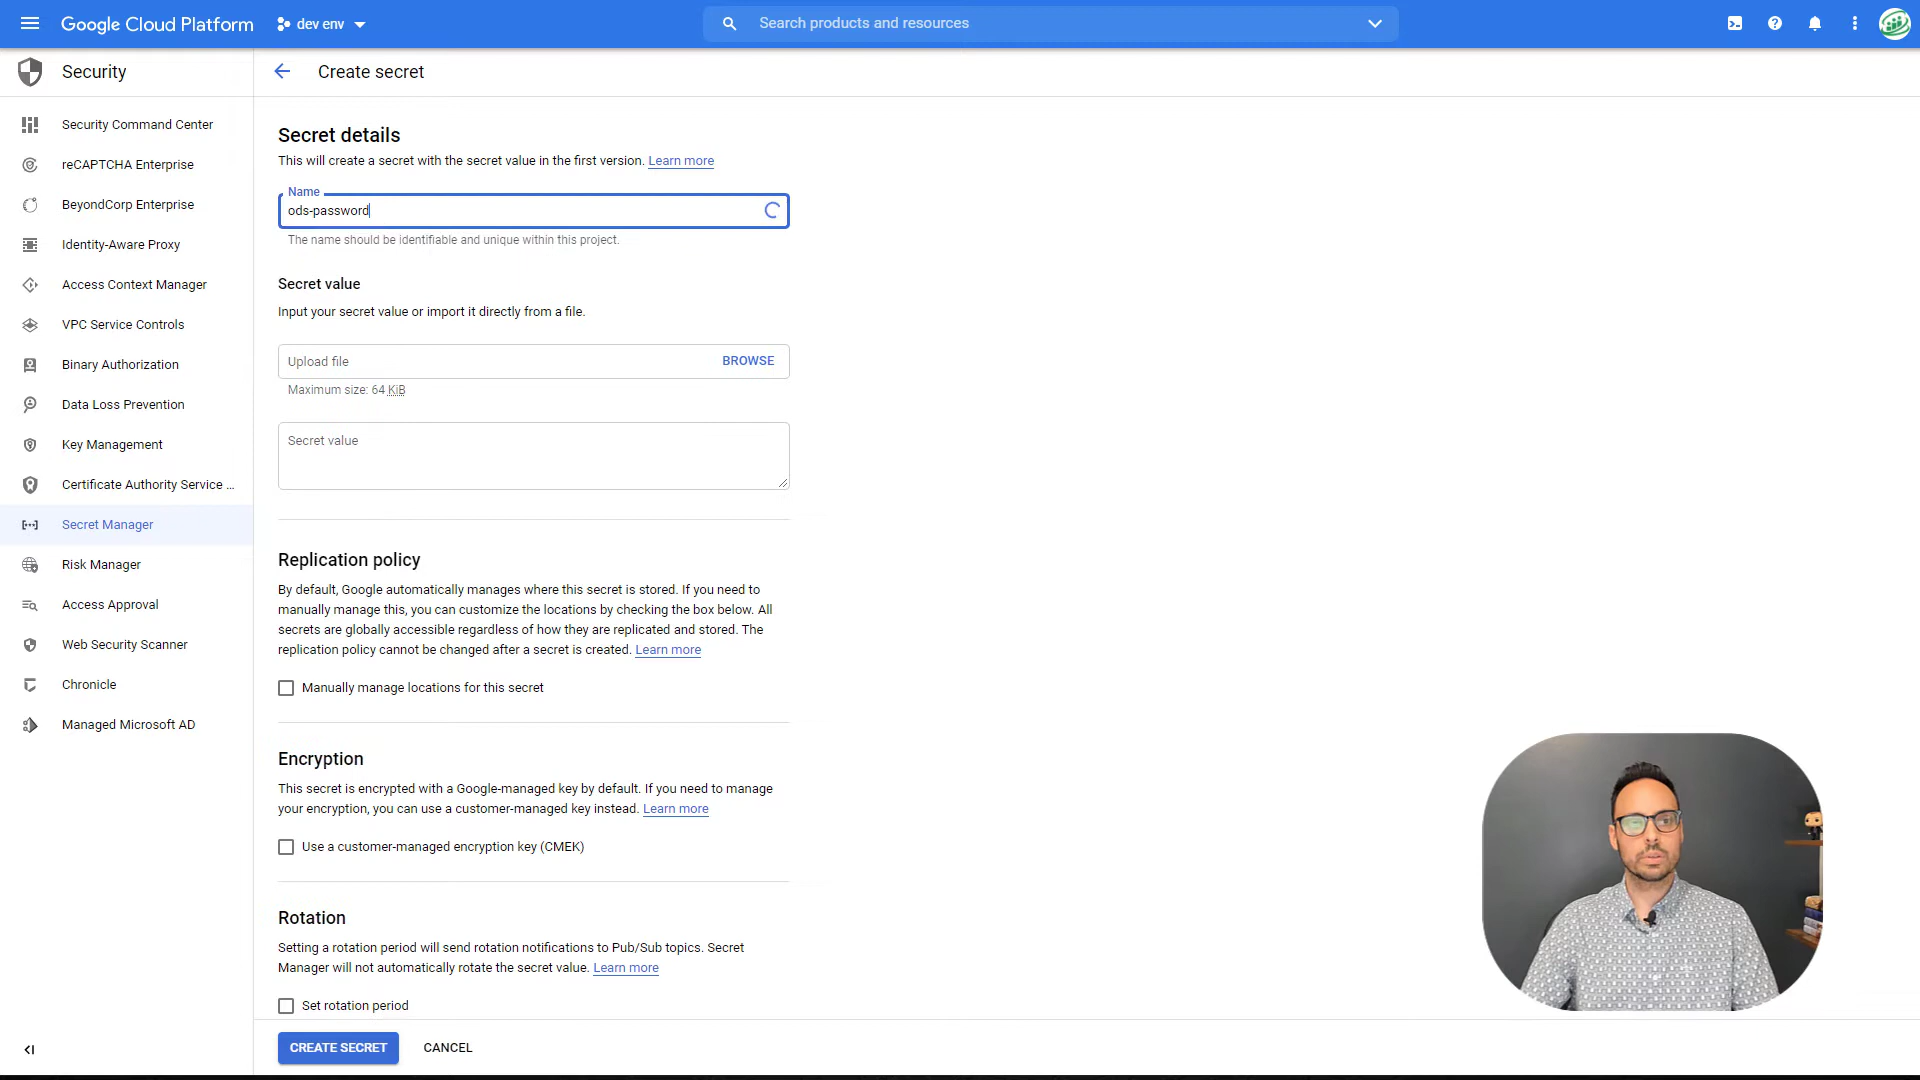 Google Cloud Platform
dev env
Search products and resources
Security
Create secret
Security Command Center
reCAPTCHA Enterprise
BeyondCorp Enterprise
Identity-Aware Proxy
Access Context Manager
VPC Service Controls
Binary Authorization
Data Loss Prevention
Key Management
Certificate Authority Service ...
Secret Manager
Risk Manager
Access Approval
Web Security Scanner
Chronicle
Managed Microsoft AD
Secret details
This will create a secret with the secret value in the first version. Learn more
Name
ods-password
The name should be identifiable and unique within this project.
Secret value
Input your secret value or import it directly from a file.
Upload file
BROWSE
Maximum size: 64 KiB
Secret value
Replication policy
By default, Google automatically manages where this secret is stored. If you need to
manually manage this, you can customize the locations by checking the box below. All
secrets are globally accessible regardless of how they are replicated and stored. The
replication policy cannot be changed after a secret is created. Learn more
Manually manage locations for this secret
Encryption
This secret is encrypted with a Google-managed key by default. If you need to manage
your encryption, you can use a customer-managed key instead. Learn more
Use a customer-managed encryption key (CMEK)
Rotation
Setting a rotation period will send rotation notifications to Pub/Sub topics. Secret
Manager will not automatically rotate the secret value. Learn more
Set rotation period
CREATE SECRET
CANCEL